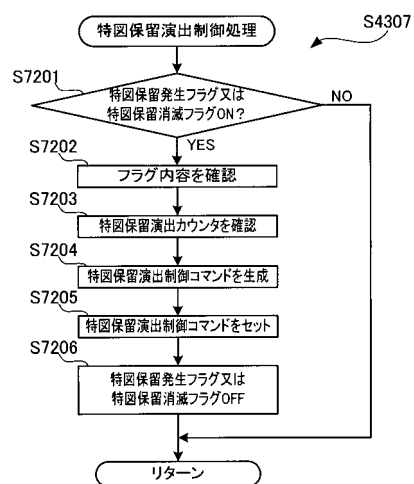 特図保留演出制御処理
S4307
S7201
特図保留発生フラグ又は
特図保留消滅フラグON?
NO
YES
S7202
フラグ内容を確認
S7203
特図保留演出カウンタを確認
S7204
特図保留演出制御コマンドを生成
S7205
特図保留演出制御コマンドをセット
S7206
特図保留発生フラグ又は
特図保留消滅フラグOFF
リターン